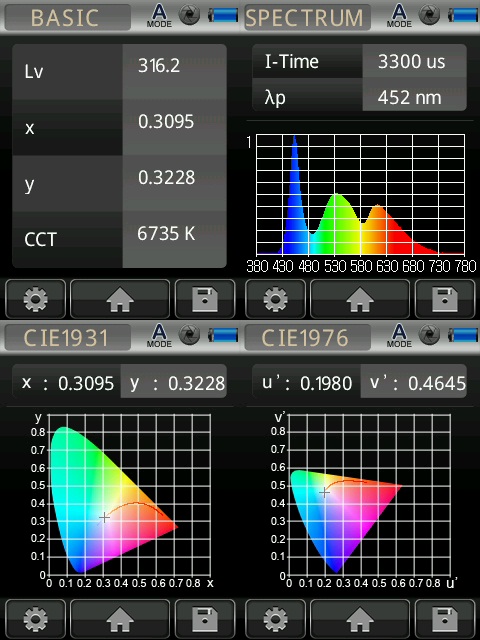 BASIC
A
MODE
Lv 316.2
x 0.3095
y 0.3228
CCT 6735 K
SPECTRUM
A
MODE
I-Time 3300 us
λp 452 nm
1
380 430 480 530 580 630 680 730 780
CIE1931
A
MODE
x : 0.3095 y : 0.3228
y
0.8
0.7
0.6
0.5
0.4
0.3
0.2
0.1
0
0 0.1 0.2 0.3 0.4 0.5 0.6 0.7 0.8 x
CIE1976
A
MODE
u' : 0.1980 v' : 0.4645
v'
0.8
0.7
0.6
0.5
0.4
0.3
0.2
0.1
0
0 0.1 0.2 0.3 0.4 0.5 0.6 0.7 0.8 u'